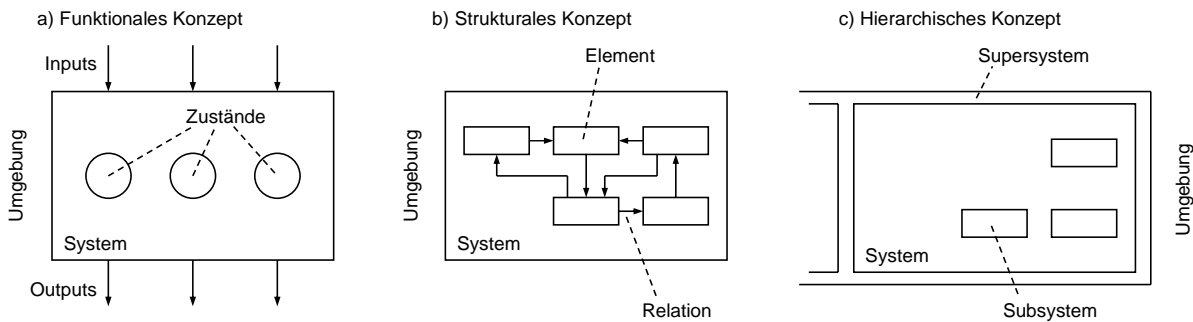 a) Funktionales Konzept
Inputs
Zustände
Umgebung
System
Outputs
b) Strukturales Konzept
Element
Umgebung
System
Relation
c) Hierarchisches Konzept
Supersystem
Umgebung
System
Subsystem